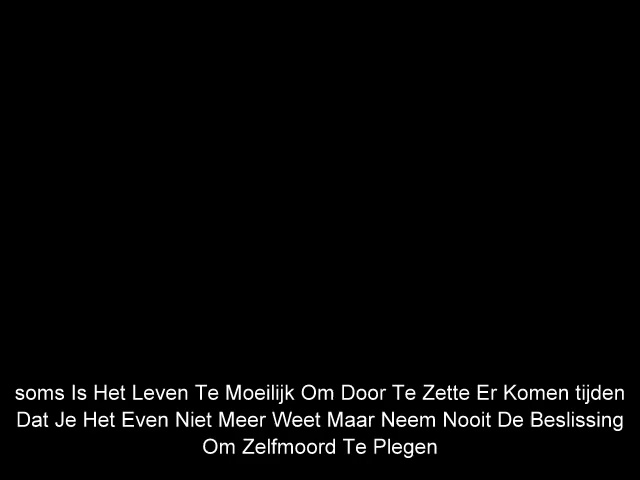 soms Is Het Leven Te Moeilijk Om Door Te Zette Er Komen tijden
Dat Je Het Even Niet Meer Weet Maar Neem Nooit De Beslissing
Om Zelfmoord Te Plegen